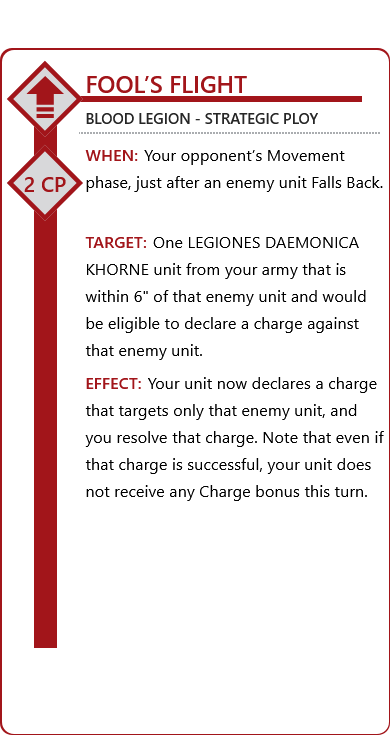 FOOL’S FLIGHT
BLOOD LEGION - STRATEGIC PLOY
WHEN: Your opponent’s Movement
phase, just after an enemy unit Falls Back.
2 CP
TARGET: One LEGIONES DAEMONICA
KHORNE unit from your army that is
within 6" of that enemy unit and would
be eligible to declare a charge against
that enemy unit.
EFFECT: Your unit now declares a charge
that targets only that enemy unit, and
you resolve that charge. Note that even if
that charge is successful, your unit does
not receive any Charge bonus this turn.